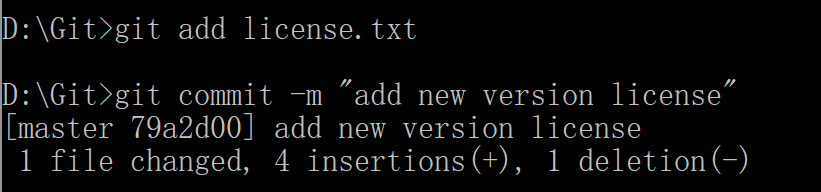 D:\Git>git add license.txt
D:\Git>git commit -m "add new version license"
[master 79a2d00] add new version license
 1 file changed, 4 insertions(+), 1 deletion(-)